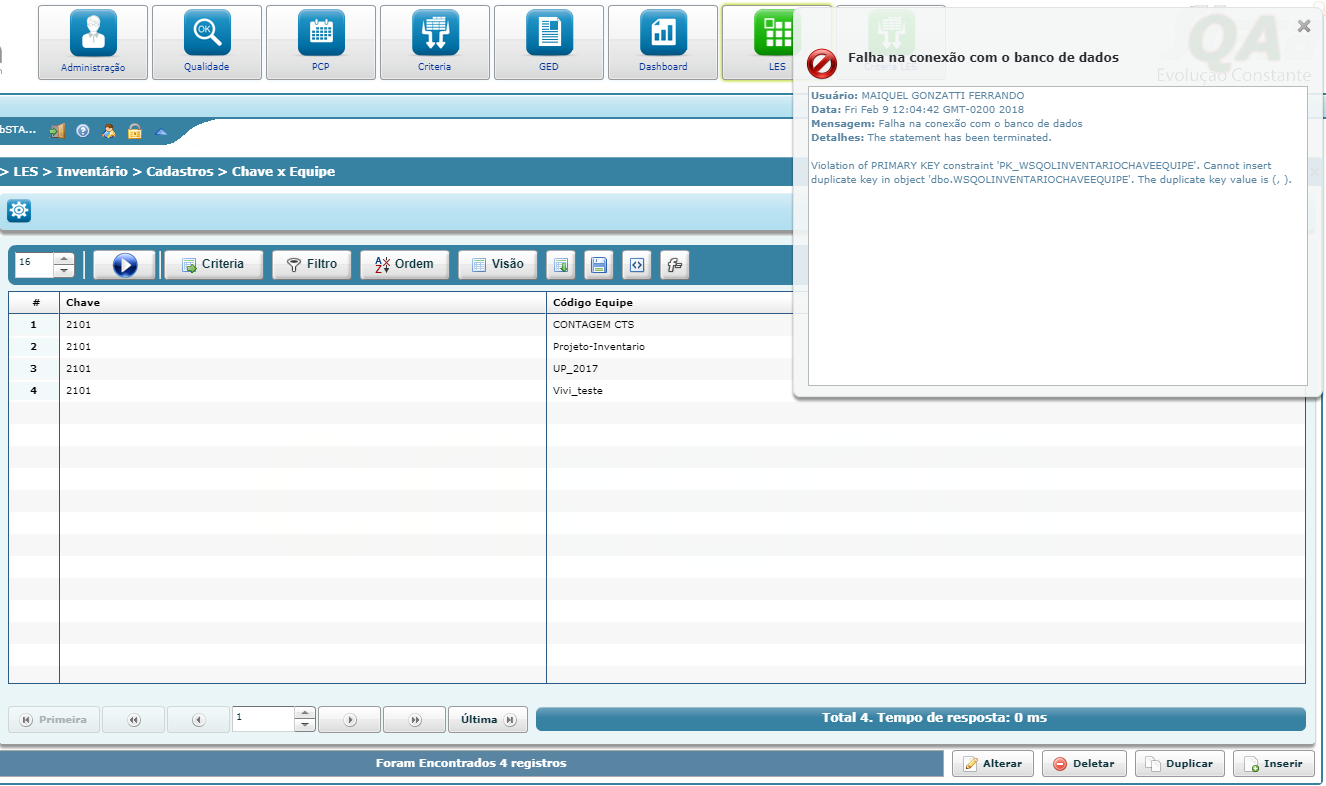 Administração
Qualidade
PCP
Criteria
GED
Dashboard
LES
QA
Evolução Constante
Falha na conexão com o banco de dados
Usuário: MAIQUEL GONZATTI FERRANDO
Data: Fri Feb 9 12:04:42 GMT-0200 2018
Mensagem: Falha na conexão com o banco de dados
Detalhes: The statement has been terminated.
Violation of PRIMARY KEY constraint 'PK_WSQOLINVENTARIOCHAVEEQUIPE'. Cannot insert
duplicate key in object 'dbo.WSQOLINVENTARIOCHAVEEQUIPE'. The duplicate key value is (, ).
bSTA...
> LES > Inventário > Cadastros > Chave x Equipe
16 Criteria Filtro Ordem Visão
# Chave Código Equipe
1 2101 CONTAGEM CTS
2 2101 Projeto-Inventario
3 2101 UP_2017
4 2101 Vivi_teste
Primeira 1 Última Total 4. Tempo de resposta: 0 ms
Foram Encontrados 4 registros Alterar Deletar Duplicar Inserir